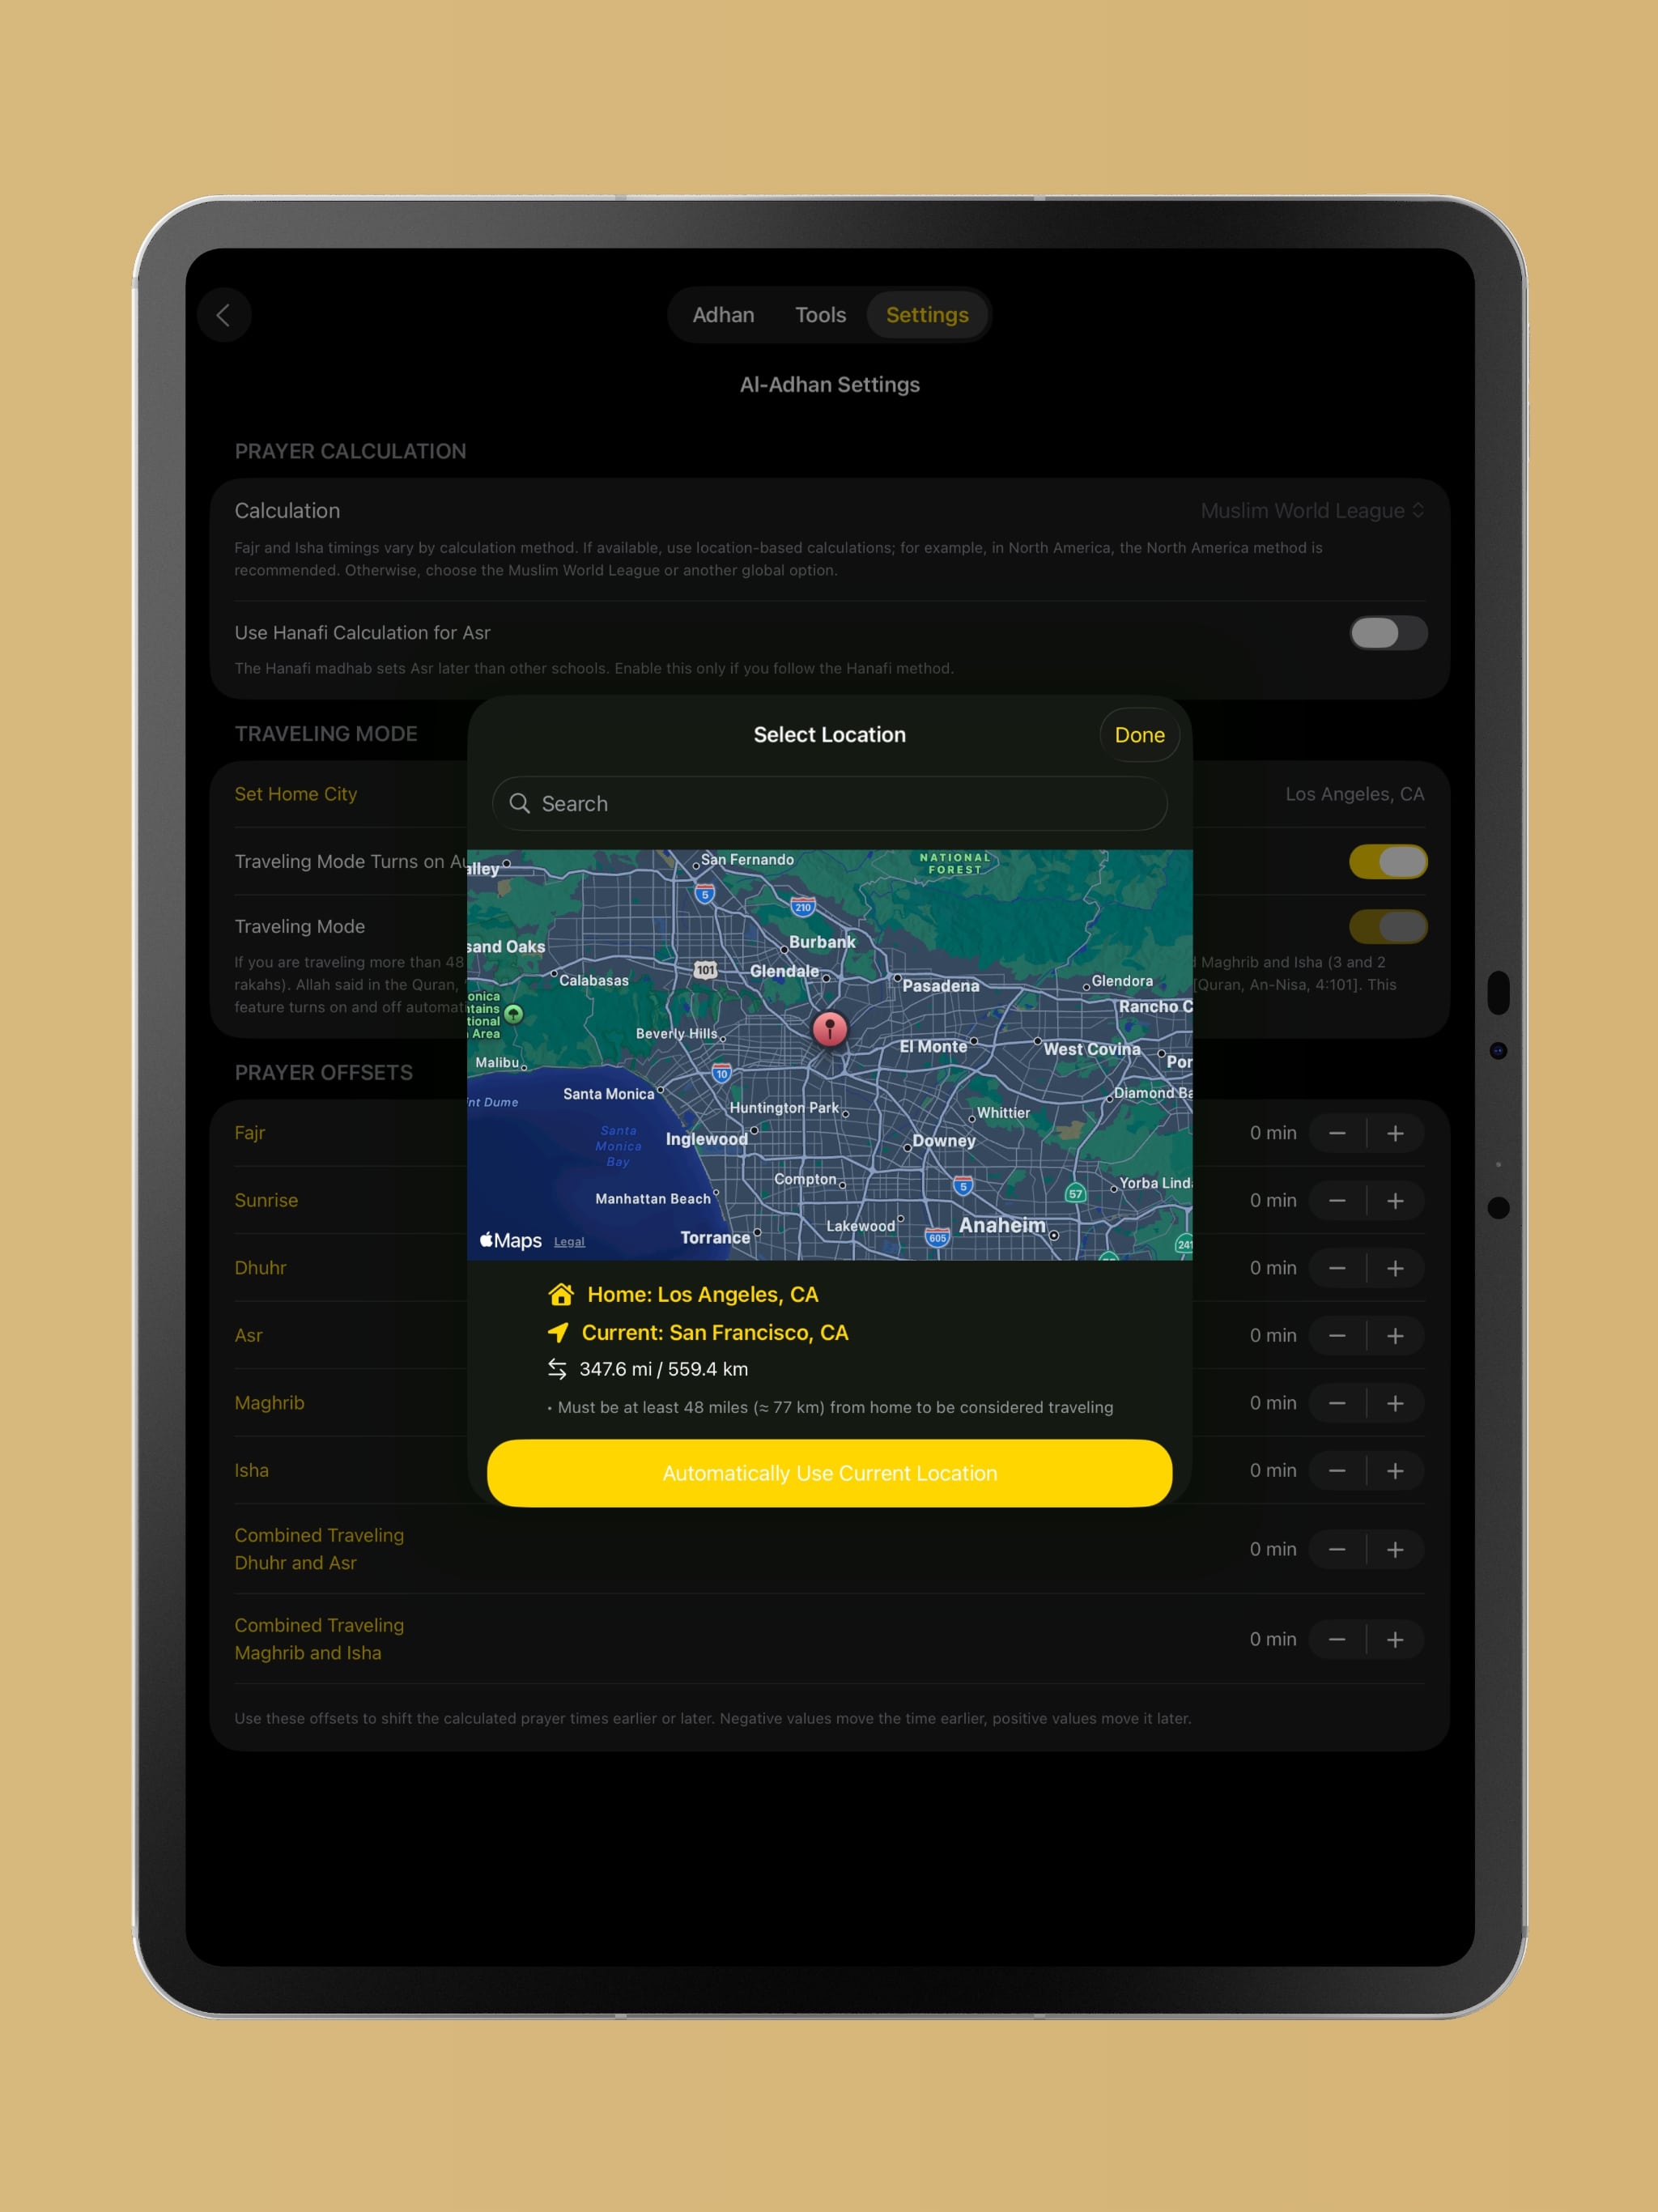 Adhan
Tools
Settings
Al-Adhan Settings
PRAYER CALCULATION
Calculation
Muslim World League
Fajr and Isha timings vary by calculation method. If available, use location-based calculations; for example, in North America, the North America method is
recommended. Otherwise, choose the Muslim World League or another global option.
Use Hanafi Calculation for Asr
The Hanafi madhab sets Asr later than other schools. Enable this only if you follow the Hanafi method.
TRAVELING MODE
Set Home City
Los Angeles, CA
Traveling Mode Turns on
Traveling Mode
If you are traveling more than 48
Maghrib and Isha (3 and 2
rakahs). Allah said in the Quran,
[Quran, An-Nisa, 4:101]. This
feature turns on and off
PRAYER OFFSETS
Fajr
0 min
Sunrise
0 min
Dhuhr
0 min
Asr
0 min
Maghrib
0 min
Isha
0 min
Combined Traveling
Dhuhr and Asr
0 min
Combined Traveling
Maghrib and Isha
0 min
Use these offsets to shift the calculated prayer times earlier or later. Negative values move the time earlier, positive values move it later.
Select Location
Done
Search
San Fernando
NATIONAL
FOREST
alley
5
210
Burbank
sand Oaks
101
Glendale
Calabasas
Pasadena
Glendora
onica
tains
tional
Area
Rancho C
Beverly Hills
El Monte
West Covina
Por
Malibu
10
Santa Monica
Diamond Ba
nt Dume
Huntington Park
Whittier
Santa
Monica
Bay
Inglewood
Downey
Compton
5
57
Yorba Lind
Manhattan Beach
Lakewood
Anaheim
Torrance
605
241
Maps
Legal
Home: Los Angeles, CA
Current: San Francisco, CA
347.6 mi / 559.4 km
• Must be at least 48 miles (≈ 77 km) from home to be considered traveling
Automatically Use Current Location